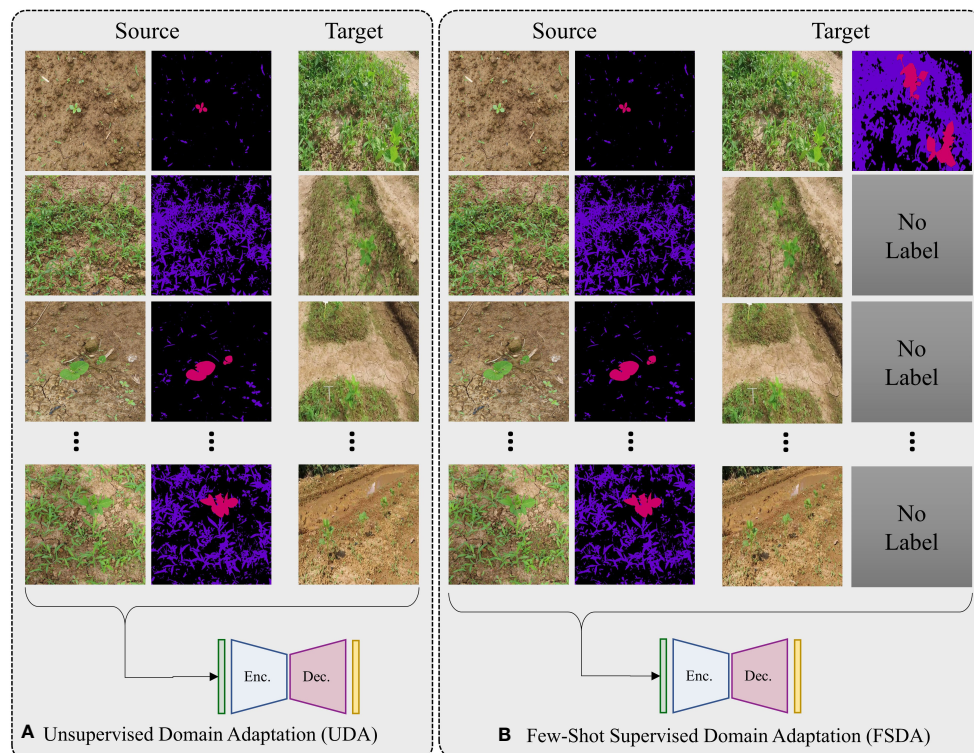 Source
Target
Enc.
Dec.
A Unsupervised Domain Adaptation (UDA)
Source
Target
No
Label
No
Label
No
Label
Enc.
Dec.
B Few-Shot Supervised Domain Adaptation (FSDA)